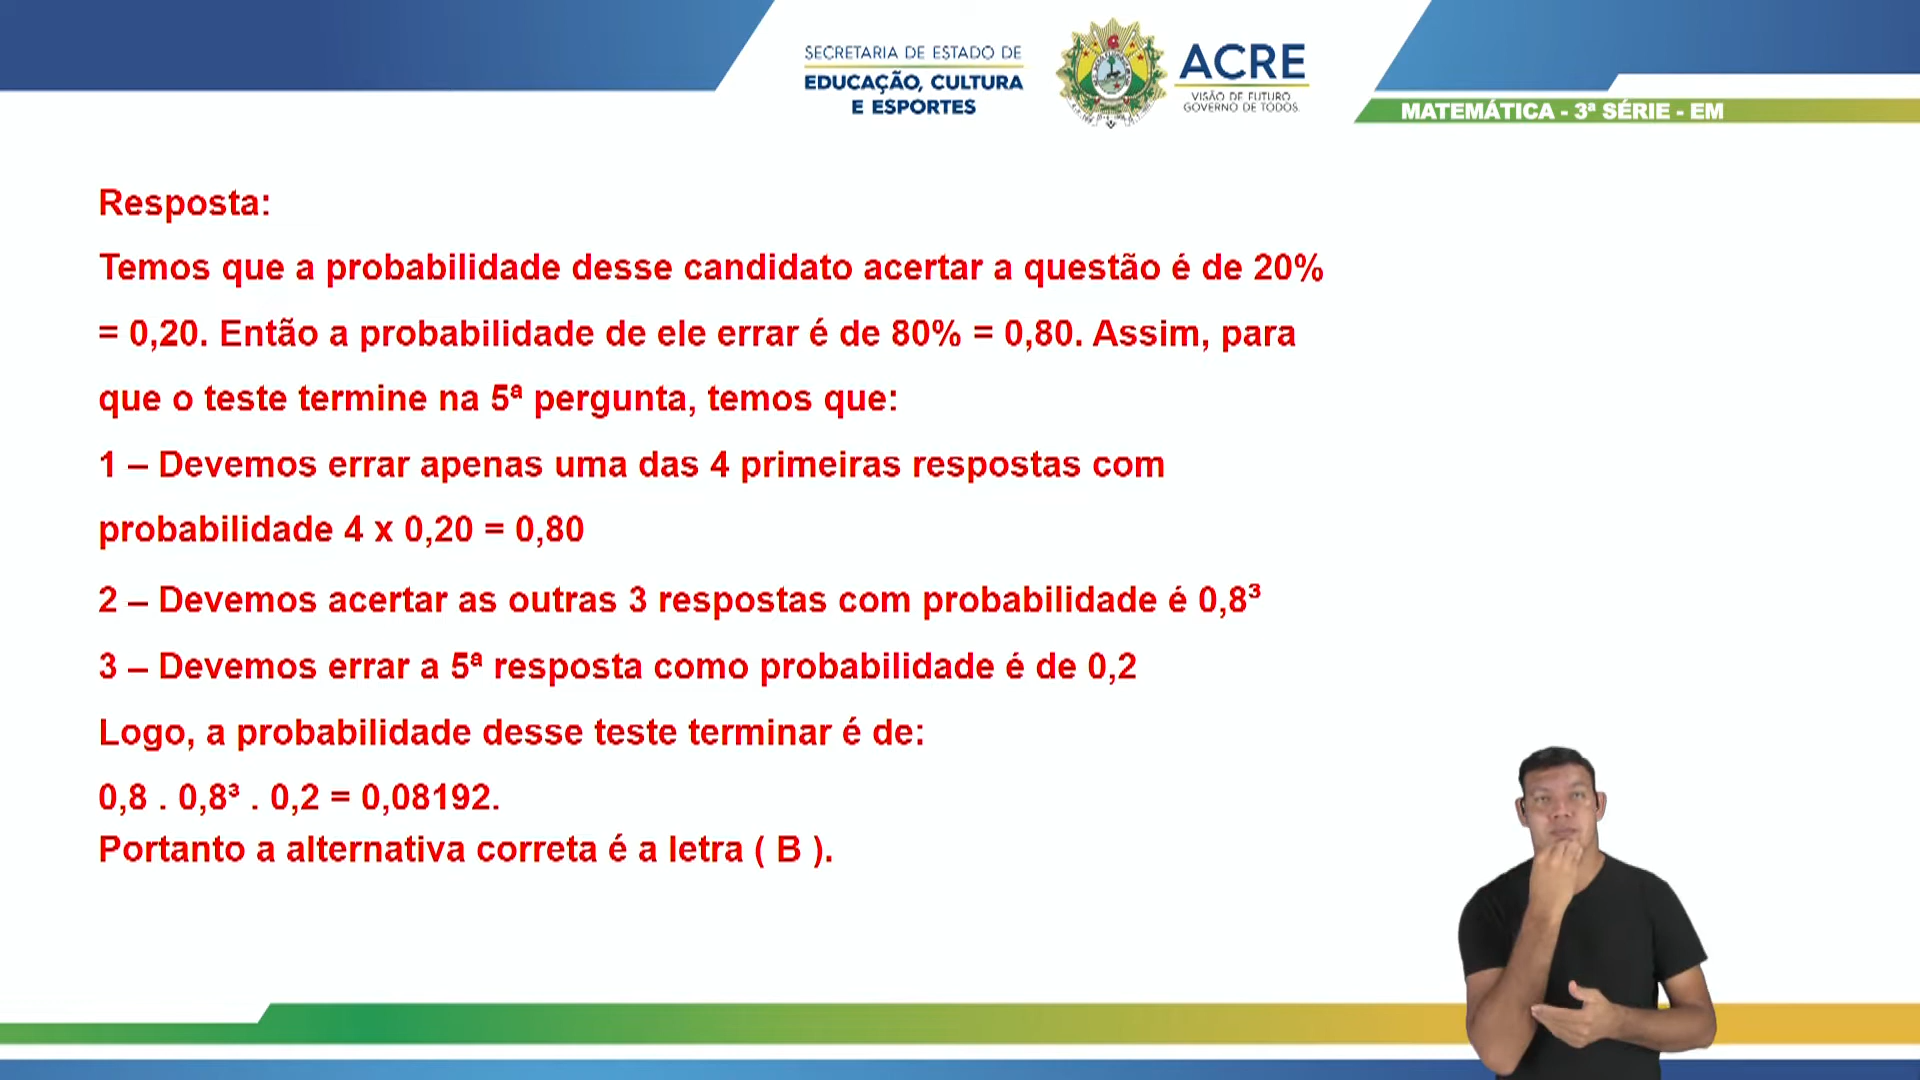 SECRETARIA DE ESTADO DE
EDUCAÇÃO, CULTURA
E ESPORTES
ACRE
VISÃO DE FUTURO
GOVERNO DE TODOS
MATEMÁTICA - 3ª SÉRIE - EM
Resposta:
Temos que a probabilidade desse candidato acertar a questão é de 20%
= 0,20. Então a probabilidade de ele errar é de 80% = 0,80. Assim, para
que o teste termine na 5ª pergunta, temos que:
1 – Devemos errar apenas uma das 4 primeiras respostas com
probabilidade 4 x 0,20 = 0,80
2 – Devemos acertar as outras 3 respostas com probabilidade é 0,8³
3 – Devemos errar a 5ª resposta como probabilidade é de 0,2
Logo, a probabilidade desse teste terminar é de:
0,8 . 0,8³ . 0,2 = 0,08192.
Portanto a alternativa correta é a letra ( B ).